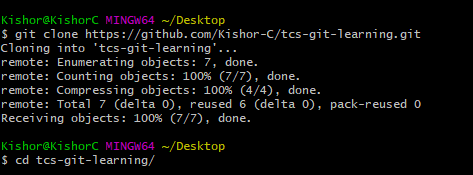 Kishor@KishorC MINGW64 ~/Desktop
$ git clone https://github.com/Kishor-C/tcs-git-learning.git
Cloning into 'tcs-git-learning'...
remote: Enumerating objects: 7, done.
remote: Counting objects: 100% (7/7), done.
remote: Compressing objects: 100% (4/4), done.
remote: Total 7 (delta 0), reused 6 (delta 0), pack-reused 0
Receiving objects: 100% (7/7), done.
Kishor@KishorC MINGW64 ~/Desktop
$ cd tcs-git-learning/